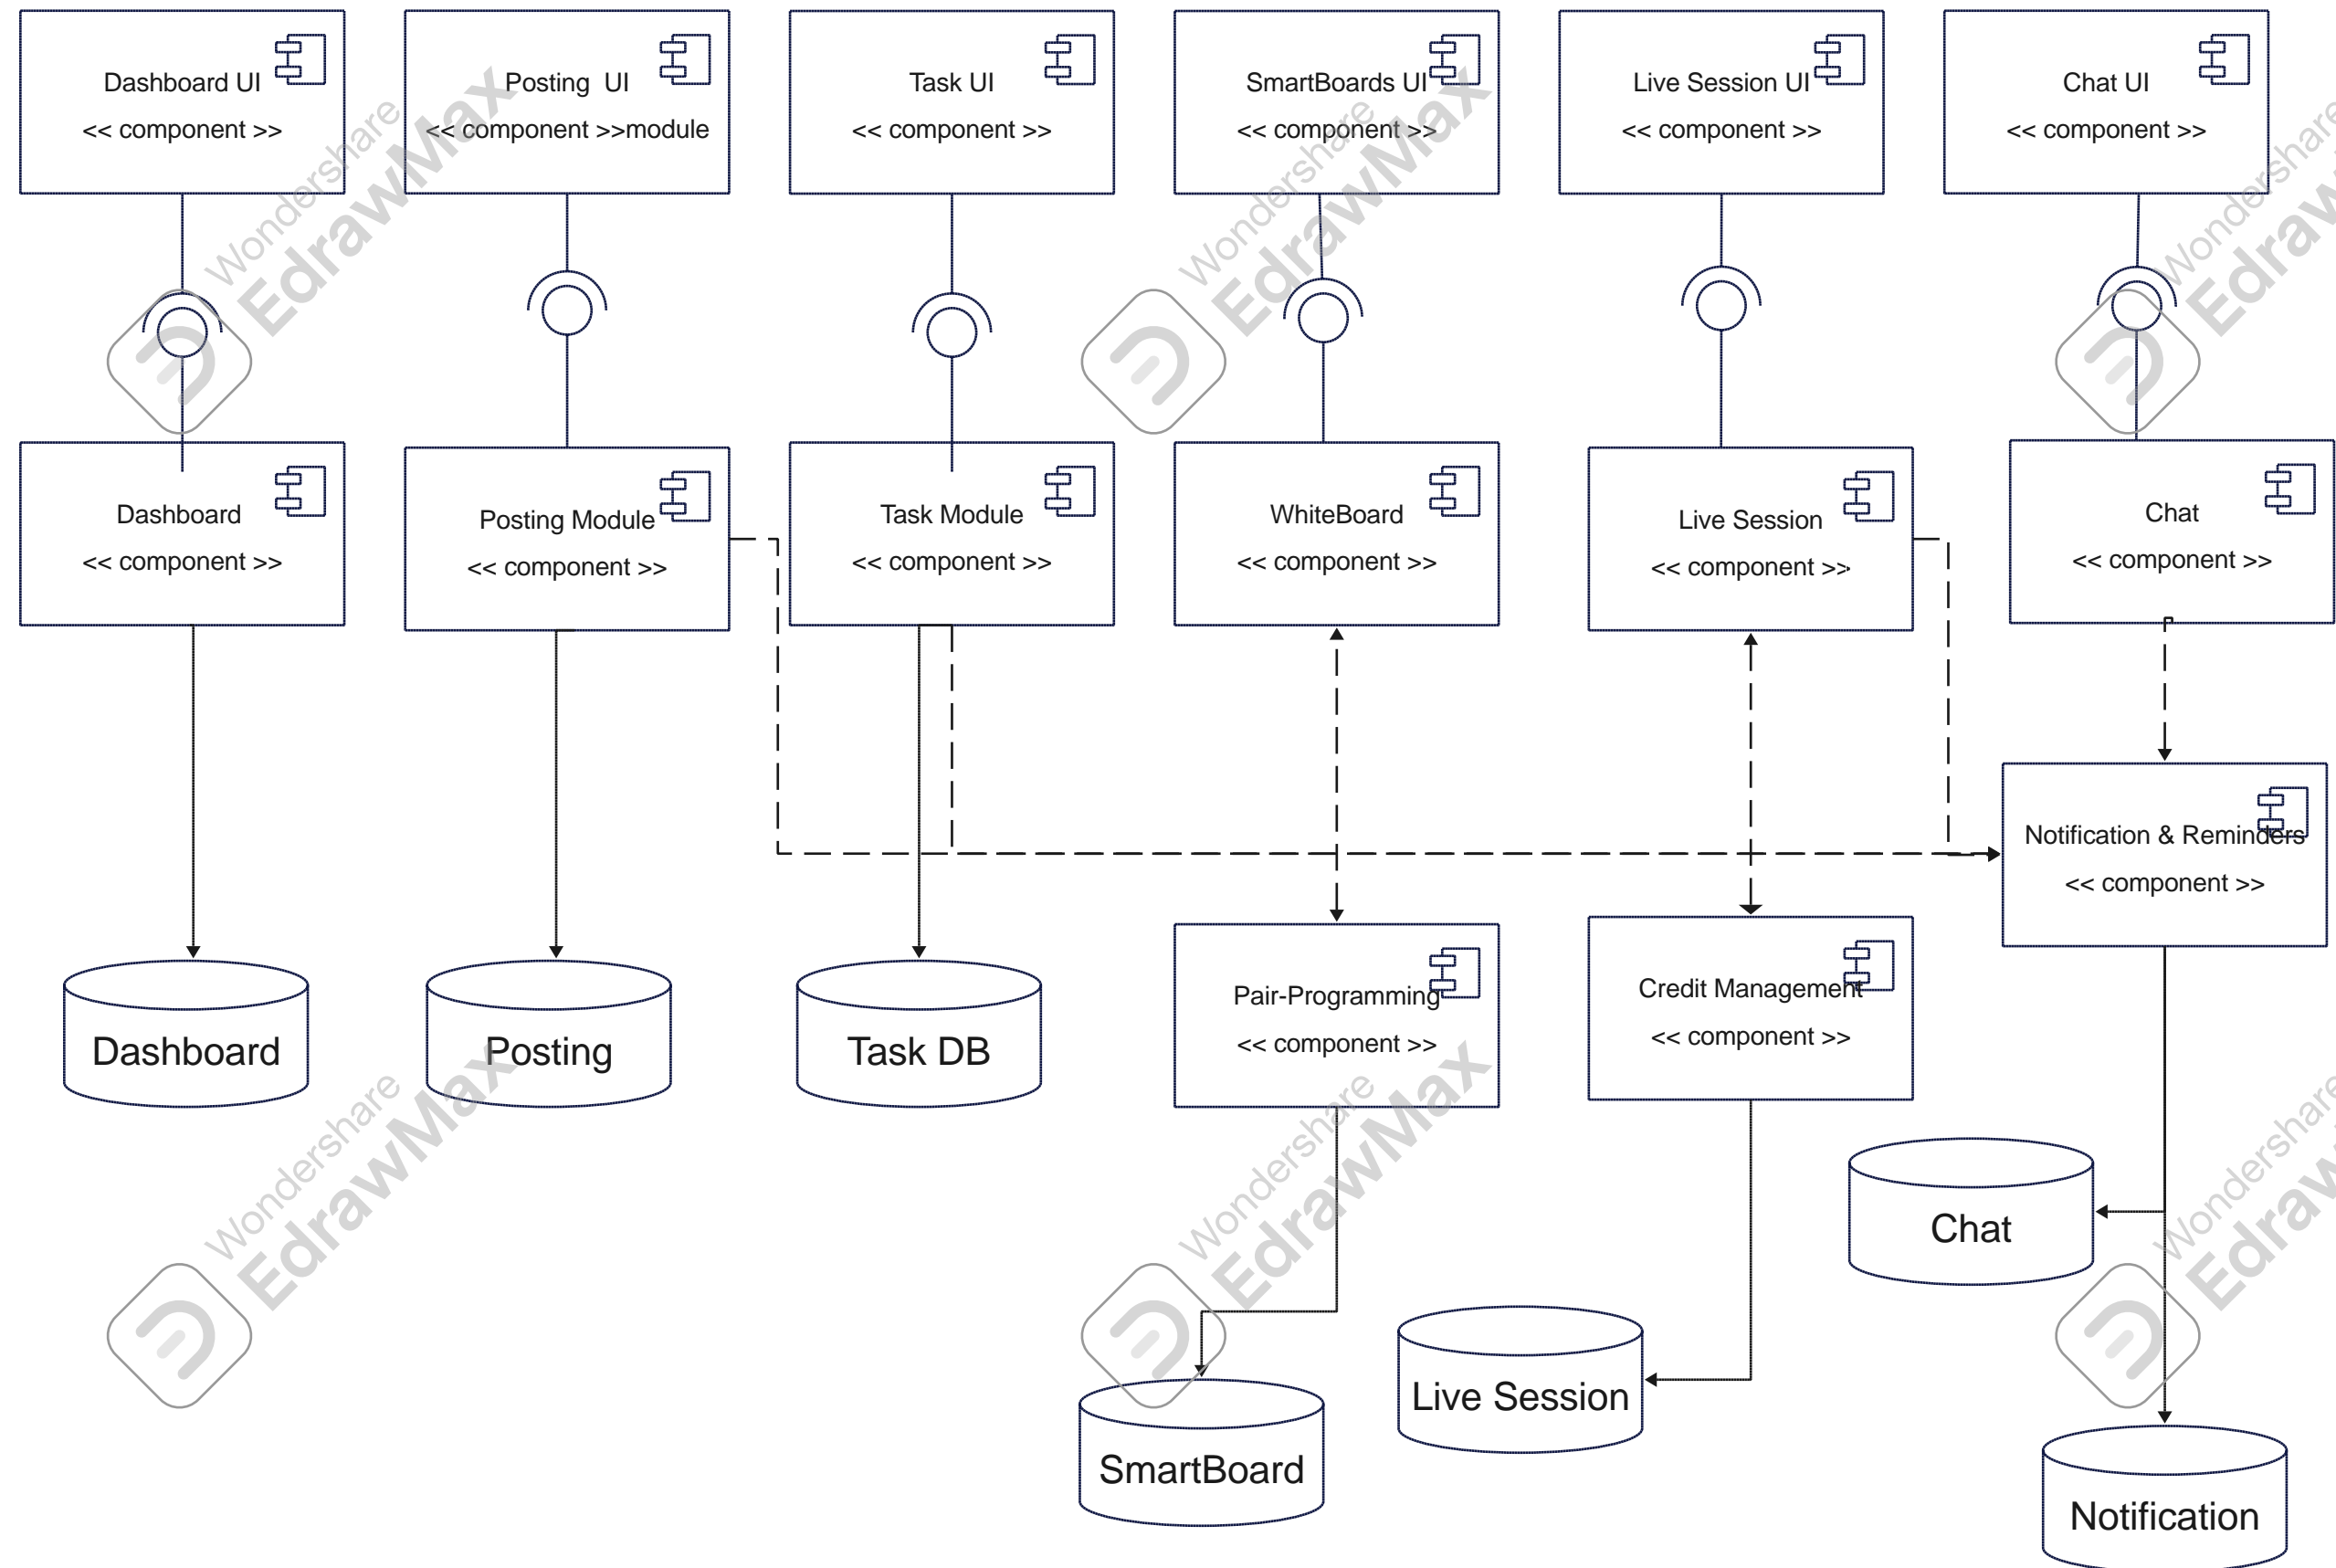 Dashboard UI
<< component >>
Posting  UI
<< component >>module
Task UI
<< component >>
SmartBoards UI
<< component >>
Live Session UI
<< component >>
Chat UI
<< component >>
Dashboard
<< component >>
Posting Module
<< component >>
Task Module
<< component >>
WhiteBoard
<< component >>
Live Session
<< component >>
Chat
<< component >>
Notification & Reminders
<< component >>
Pair-Programming
<< component >>
Credit Management
<< component >>
Dashboard
Posting
Task DB
Chat
Live Session
SmartBoard
Notification
Wondershare
EdrawMax
Wondershare
EdrawMax
Wondershare
Wondershare
EdrawMax
Wondershare
EdrawMax
Wondershare